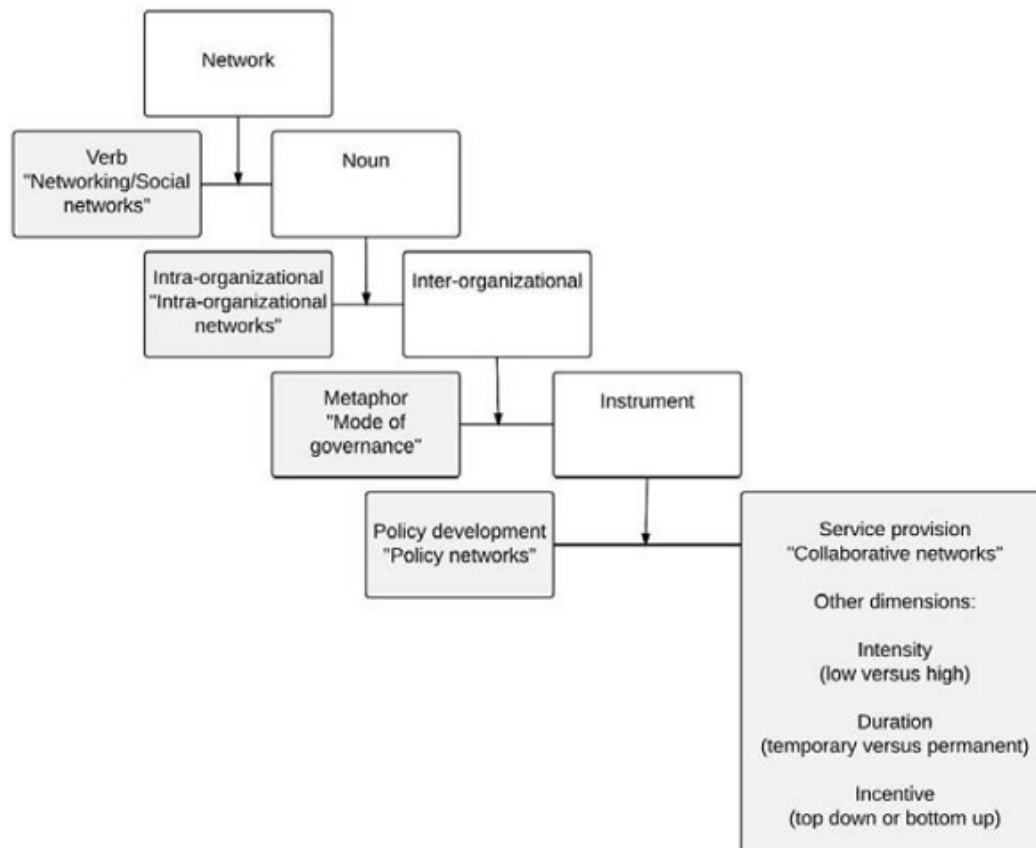 Network
Verb
"Networking/Social
networks"
Noun
Intra-organizational
"Intra-organizational
networks"
Inter-organizational
Metaphor
"Mode of
governance"
Instrument
Policy development
"Policy networks"
Service provision
"Collaborative networks"
Other dimensions:
Intensity
(low versus high)
Duration
(temporary versus permanent)
Incentive
(top down or bottom up)